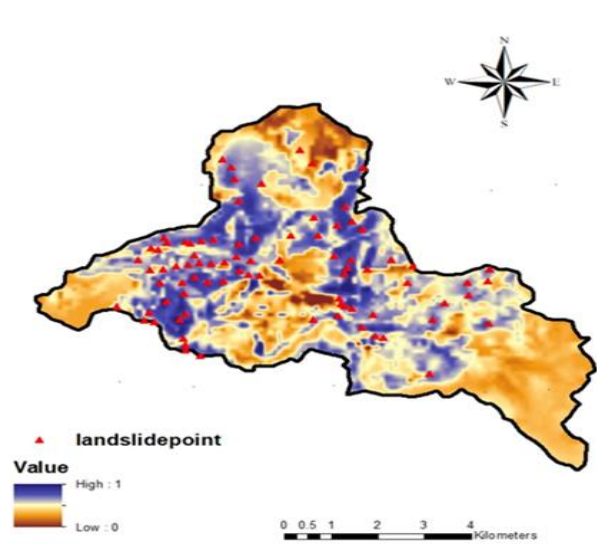 N
W E
S
landslidepoint
Value
High : 1
Low : 0
0 0.5 1 2 3 4
Kilometers